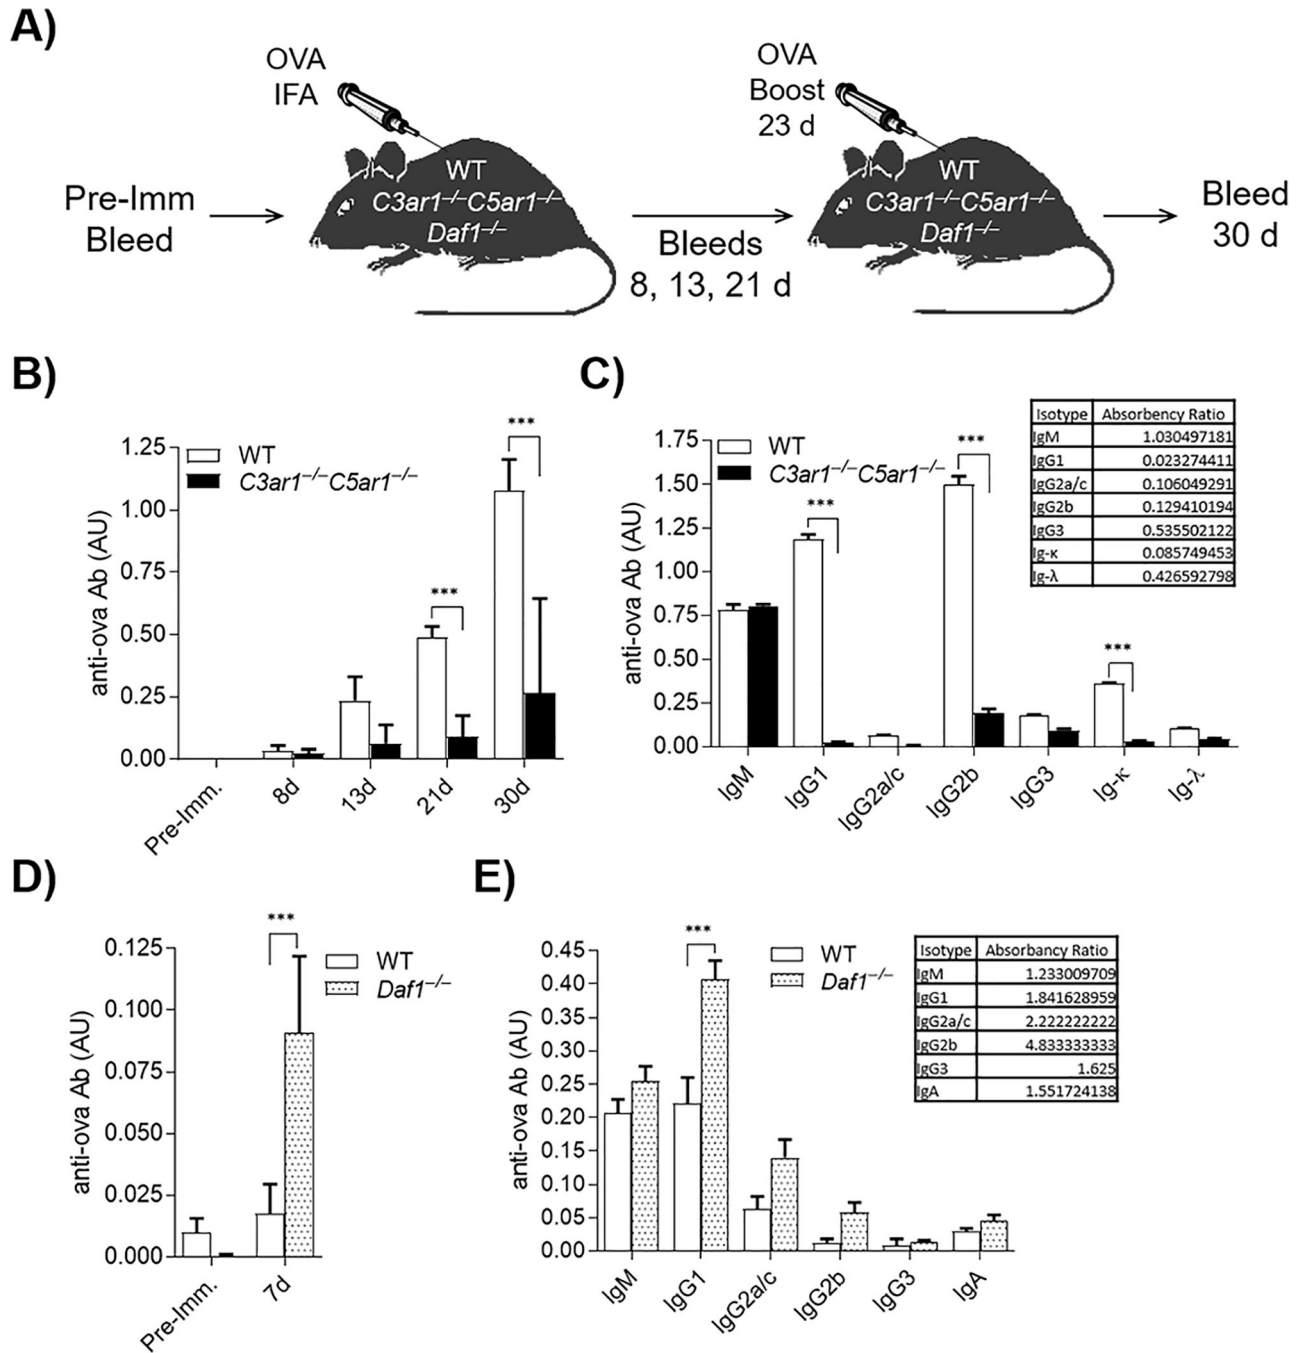 A)
OVA
IFA
OVA
Boost
23 d
Pre-Imm
Bleed
WT
C3ar1–/–C5ar1–/–
Daf1–/–
Bleeds
8, 13, 21 d
WT
C3ar1–/–C5ar1–/–
Daf1–/–
Bleed
30 d
B)
anti-ova Ab (AU)
1.25
1.00
0.75
0.50
0.25
0.00
WT
C3ar1–/–C5ar1–/–
***
***
Pre-Imm.
8d
13d
21d
30d
C)
anti-ova Ab (AU)
1.75
1.50
1.25
1.00
0.75
0.50
0.25
0.00
WT
C3ar1–/–C5ar1–/–
***
***
***
IgM
IgG1
IgG2a/c
IgG2b
IgG3
Ig-κ
Ig-λ
Isotype Absorbency Ratio
IgM 1.030497181
IgG1 0.023274411
IgG2a/c 0.106049291
IgG2b 0.129410194
IgG3 0.535502122
Ig-κ 0.085749453
Ig-λ 0.426592798
D)
anti-ova Ab (AU)
0.125
0.100
0.075
0.050
0.025
0.000
***
WT
Daf1–/–
Pre-Imm.
7d
E)
anti-ova Ab (AU)
0.45
0.40
0.35
0.30
0.25
0.20
0.15
0.10
0.05
0.00
***
WT
Daf1–/–
IgM
IgG1
IgG2a/c
IgG2b
IgG3
IgA
Isotype Absorbancy Ratio
IgM 1.233009709
IgG1 1.841628959
IgG2a/c 2.222222222
IgG2b 4.833333333
IgG3 1.625
IgA 1.551724138